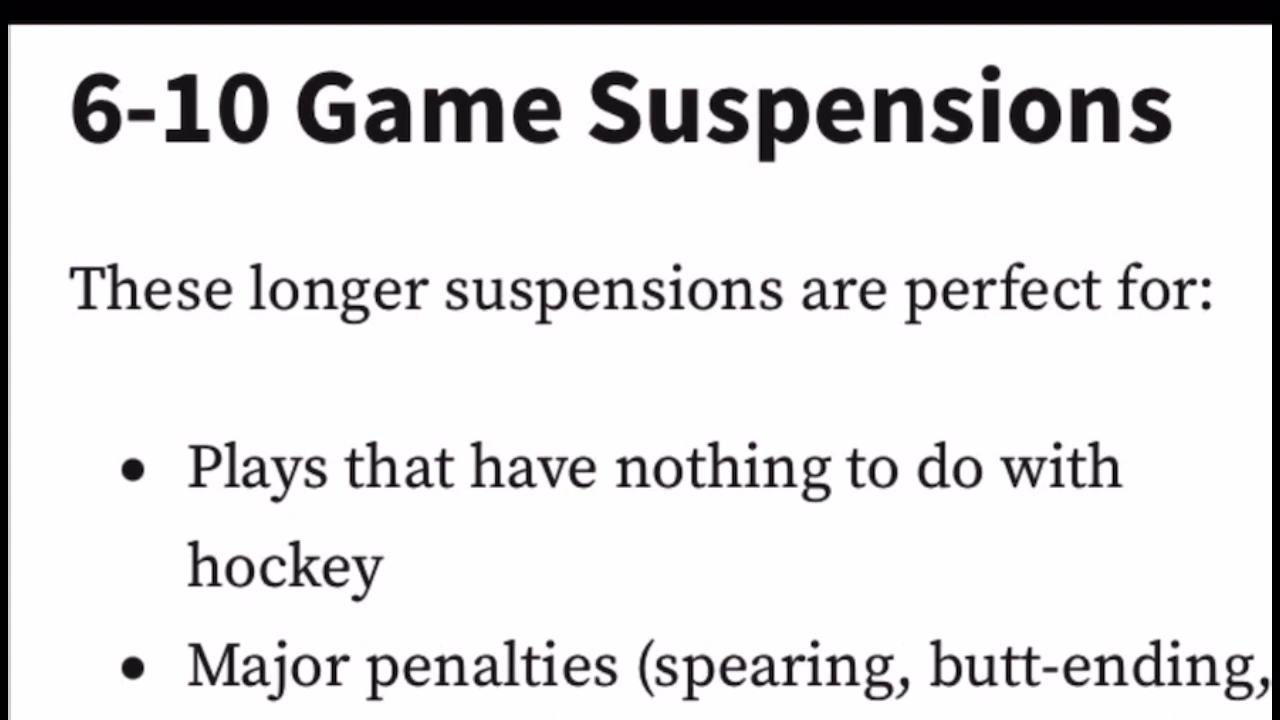 6-10 Game Suspensions
These longer suspensions are perfect for:
• Plays that have nothing to do with
hockey
• Major penalties (spearing, butt-ending,